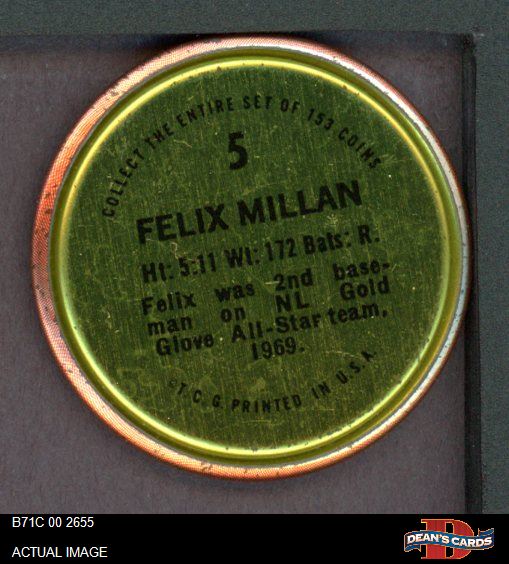 COLLECT THE ENTIRE SET OF 153 COINS
5
FELIX MILLAN
Ht: 5-11 Wt: 172 Bats: R.
Felix was 2nd base-
man on NL Gold
Glove All-Star team,
1969.
©T.C.G. PRINTED IN U.S.A.
B71C 00 2655
ACTUAL IMAGE
D
DEAN'S CARDS